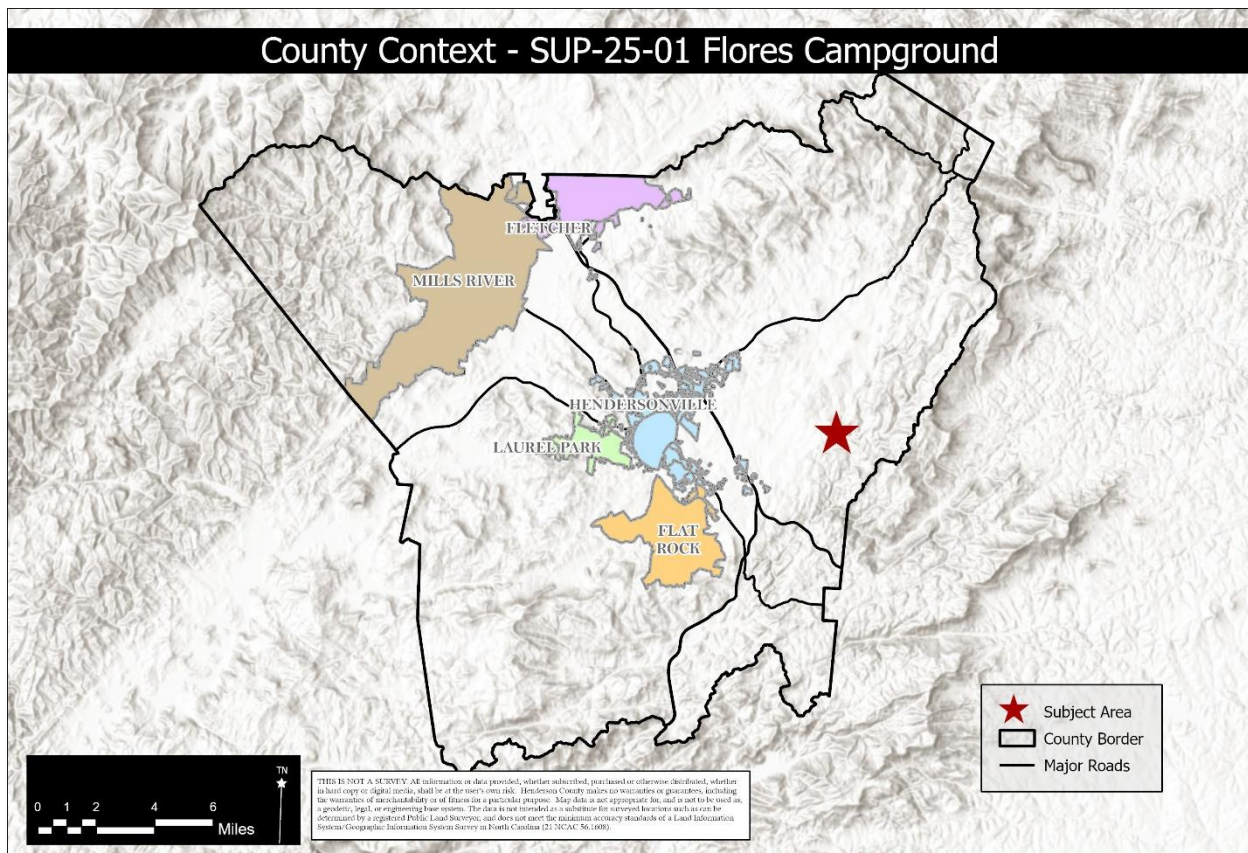 County Context - SUP-25-01 Flores Campground
FLETCHER
MILLS RIVER
HENDERSONVILLE
LAUREL PARK
FLAT
ROCK
Subject Area
County Border
Major Roads
TN
0 1 2 4 6
Miles
THIS IS NOT A SURVEY. All information or data provided, whether subscribed, purchased or otherwise distributed, whether
in hard copy or digital media, shall be at the user's own risk. Henderson County makes no warranties or guarantees, including
the warranties of merchantability or of fitness for a particular purpose. Map data is not appropriate for, and is not to be used as,
a geodetic, legal, or engineering base system. The data is not intended as a substitute for surveyed locations such as can be
determined by a registered Public Land Surveyor, and does not meet the minimum accuracy standards of a Land Information
System/Geographic Information System Survey in North Carolina (21 NCAC 56.1608).